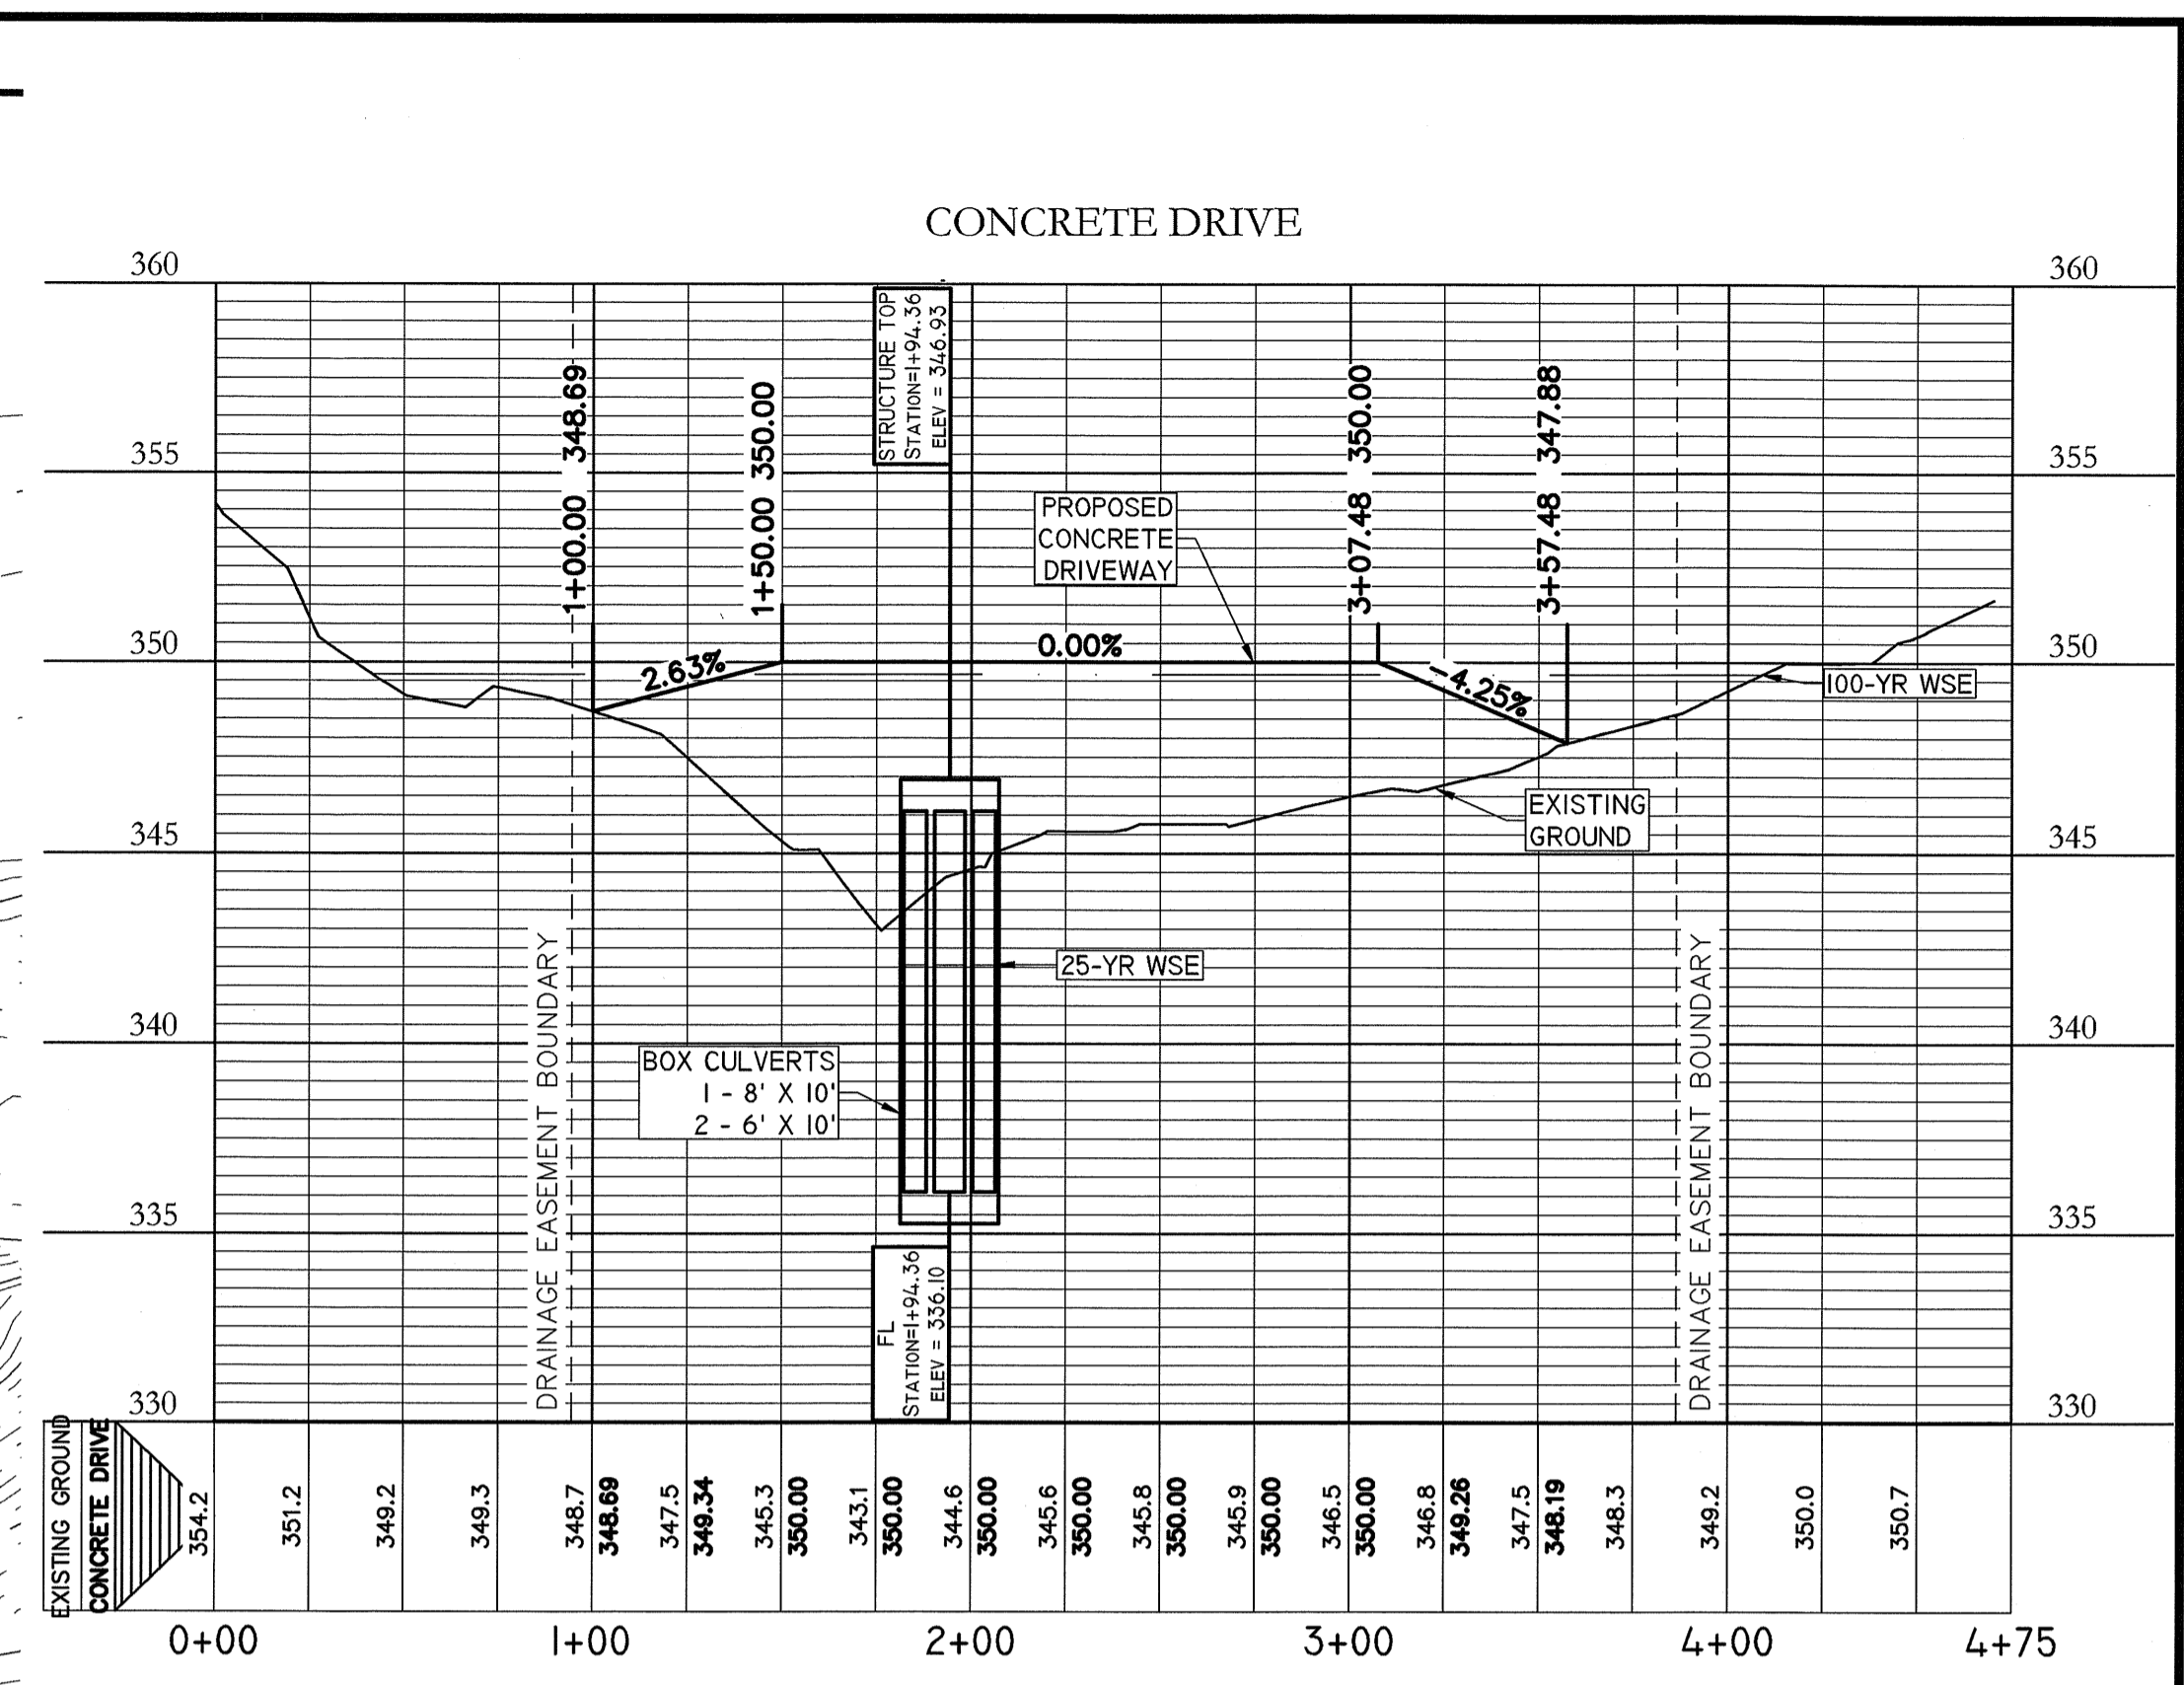 CONCRETE DRIVE
360
360
355
355
350
350
345
345
340
340
335
335
330
330
1+00.00 348.69
1+50.00 350.00
STRUCTURE TOP
STATION=1+94.36
ELEV = 346.93
PROPOSED
CONCRETE
DRIVEWAY
3+07.48 350.00
3+57.48 347.88
2.63%
0.00%
-4.25%
100-YR WSE
EXISTING
GROUND
25-YR WSE
BOX CULVERTS
1 - 8' X 10'
2 - 6' X 10'
DRAINAGE EASEMENT BOUNDARY
DRAINAGE EASEMENT BOUNDARY
FL
STATION=1+94.36
ELEV = 336.10
EXISTING GROUND
CONCRETE DRIVE
354.2
351.2
349.2
349.3
348.7
348.69
347.5
349.34
345.3
350.00
343.1
350.00
344.6
350.00
345.6
350.00
345.8
350.00
345.9
350.00
346.5
350.00
346.8
349.26
347.5
348.19
348.3
349.2
350.0
350.7
0+00
1+00
2+00
3+00
4+00
4+75